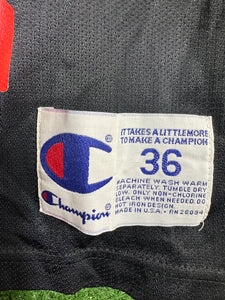 IT TAKES A LITTLE MORE
TO MAKE A CHAMPION
36
MACHINE WASH WARM
SEPARATELY. TUMBLE DRY
LOW. ONLY NON-CHLORINE
BLEACH WHEN NEEDED. DO
NOT IRON DESIGN.
MADE IN U.S.A. • RN 26094
Champion